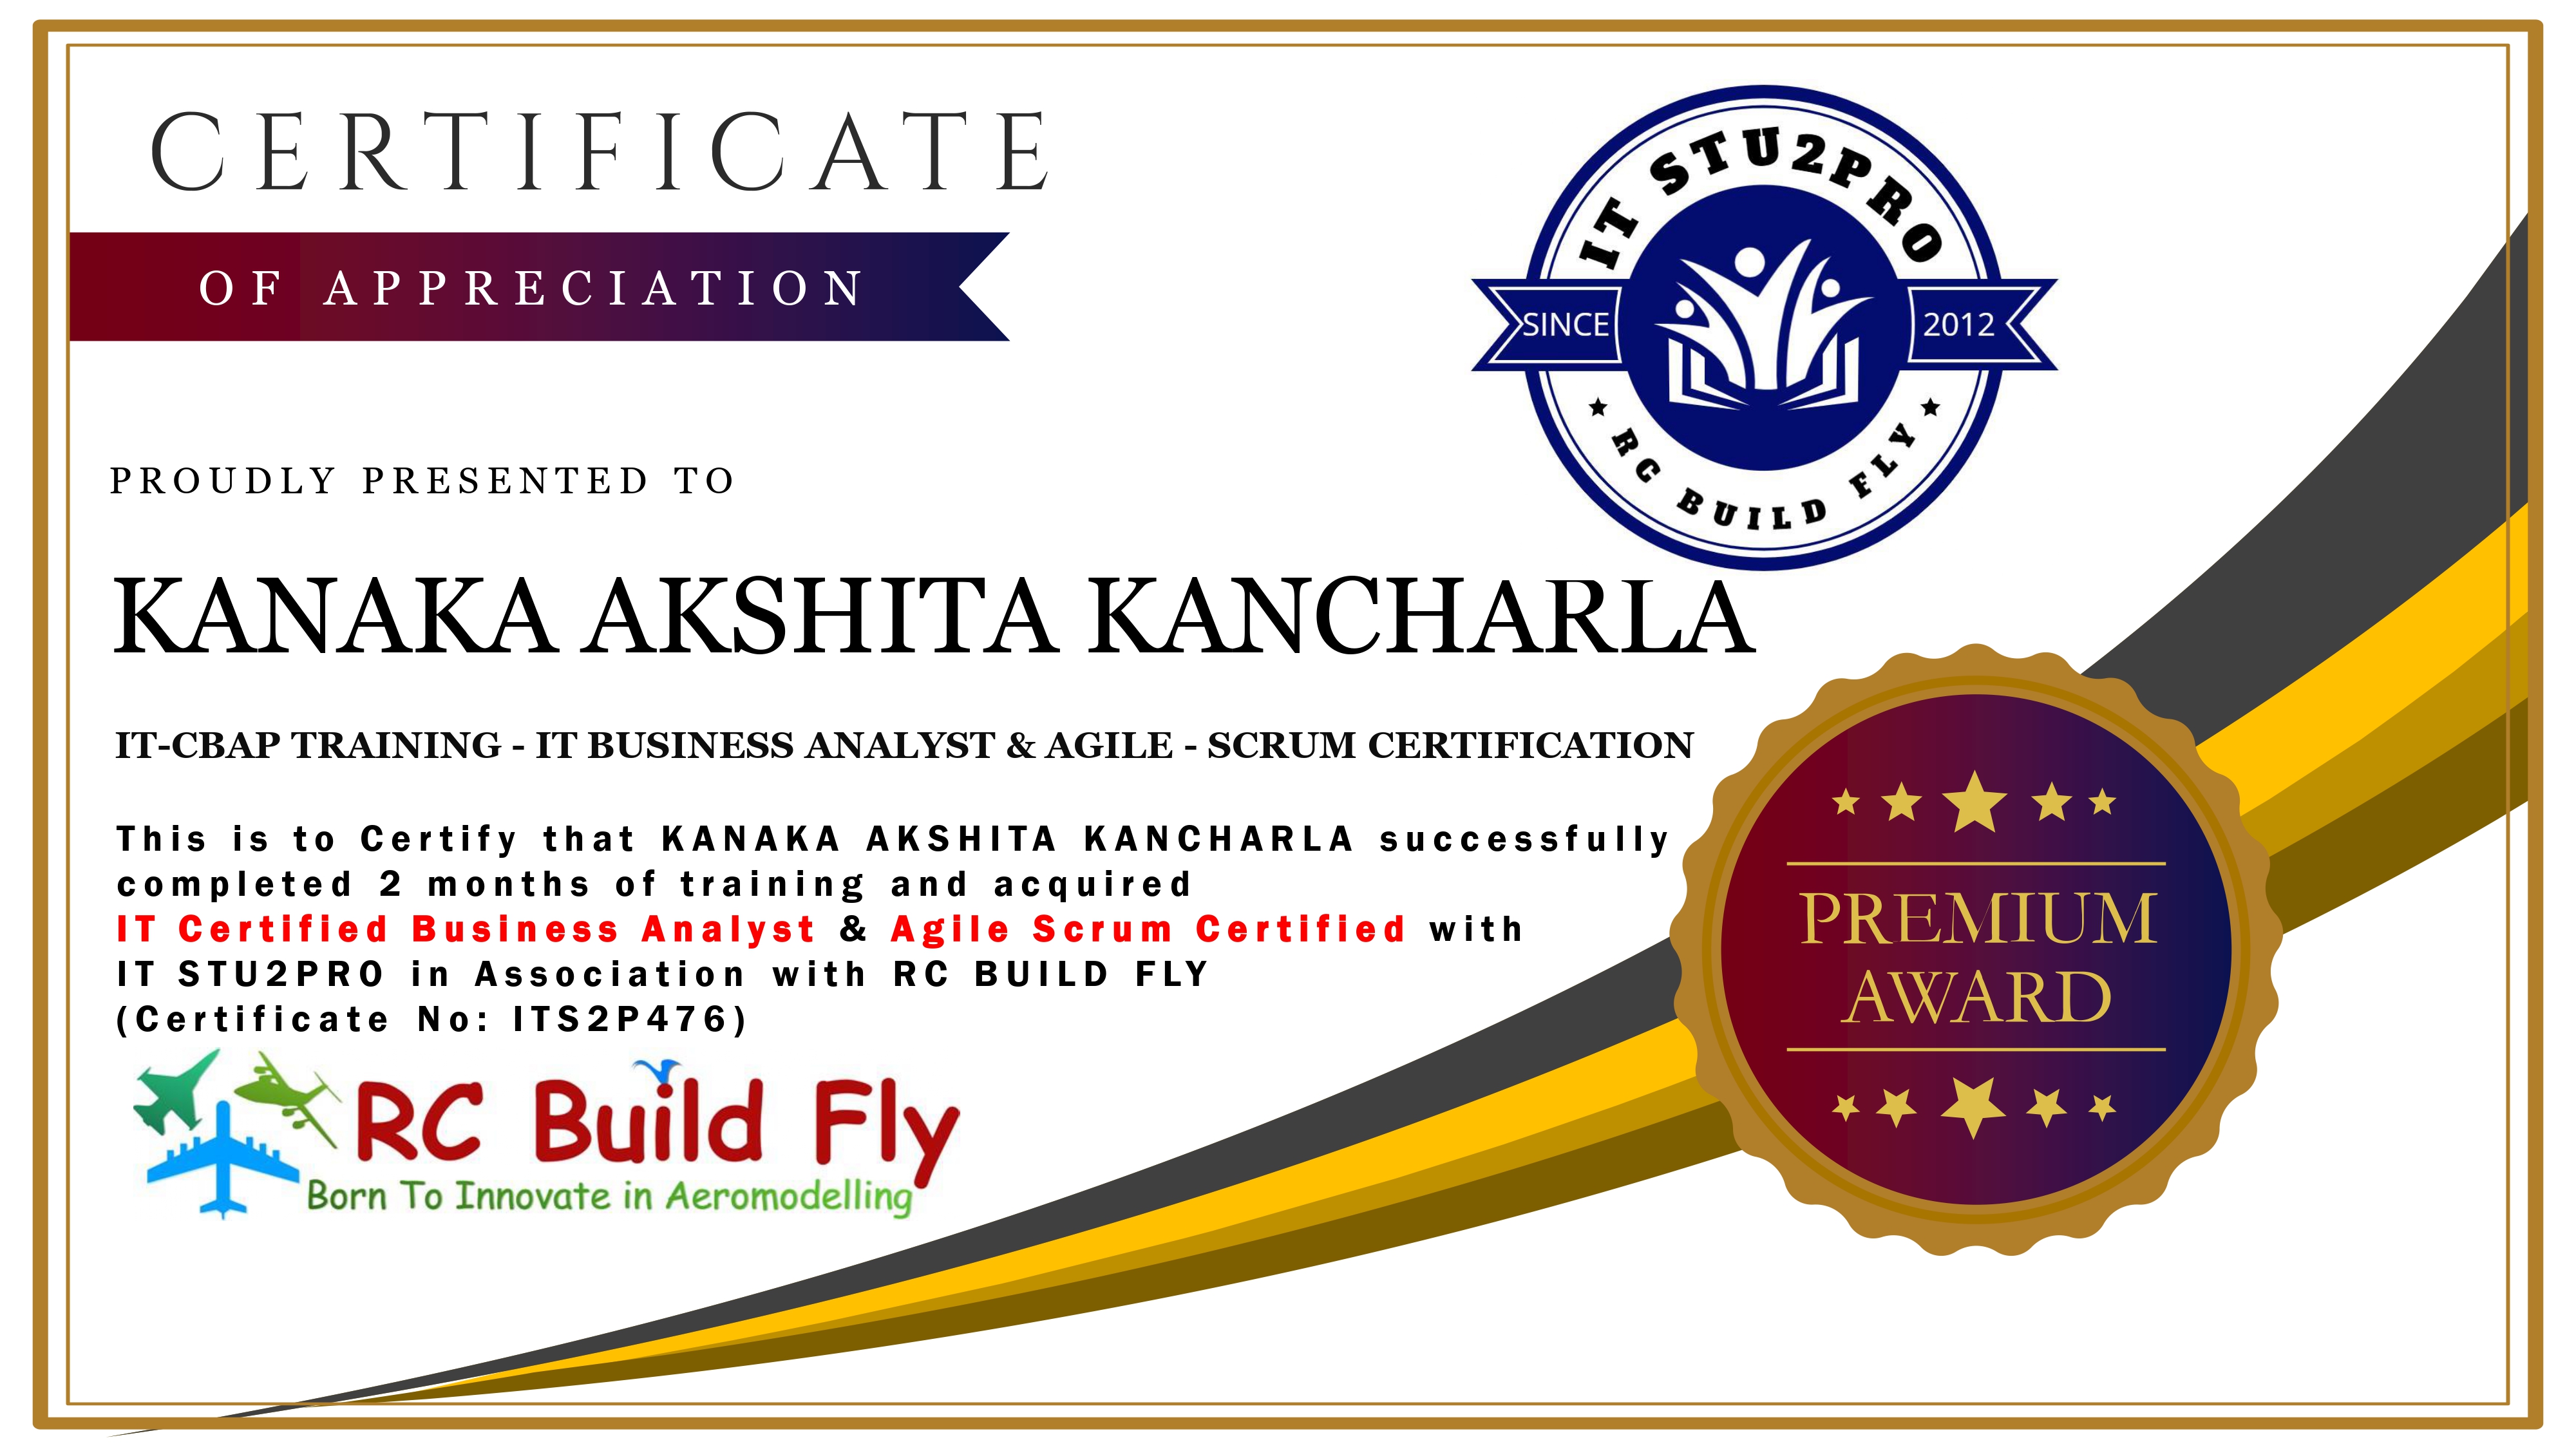 CERTIFICATE
OF APPRECIATION
IT STU2PRO
SINCE
2012
RC BUILD FLY
PROUDLY PRESENTED TO
KANAKA AKSHITA KANCHARLA
IT-CBAP TRAINING - IT BUSINESS ANALYST & AGILE - SCRUM CERTIFICATION
This is to Certify that KANAKA AKSHITA KANCHARLA successfully
completed 2 months of training and acquired
IT Certified Business Analyst & Agile Scrum Certified with
IT STU2PRO in Association with RC BUILD FLY
(Certificate No: ITS2P476)
PREMIUM
AWARD
RC Build Fly
Born To Innovate in Aeromodelling